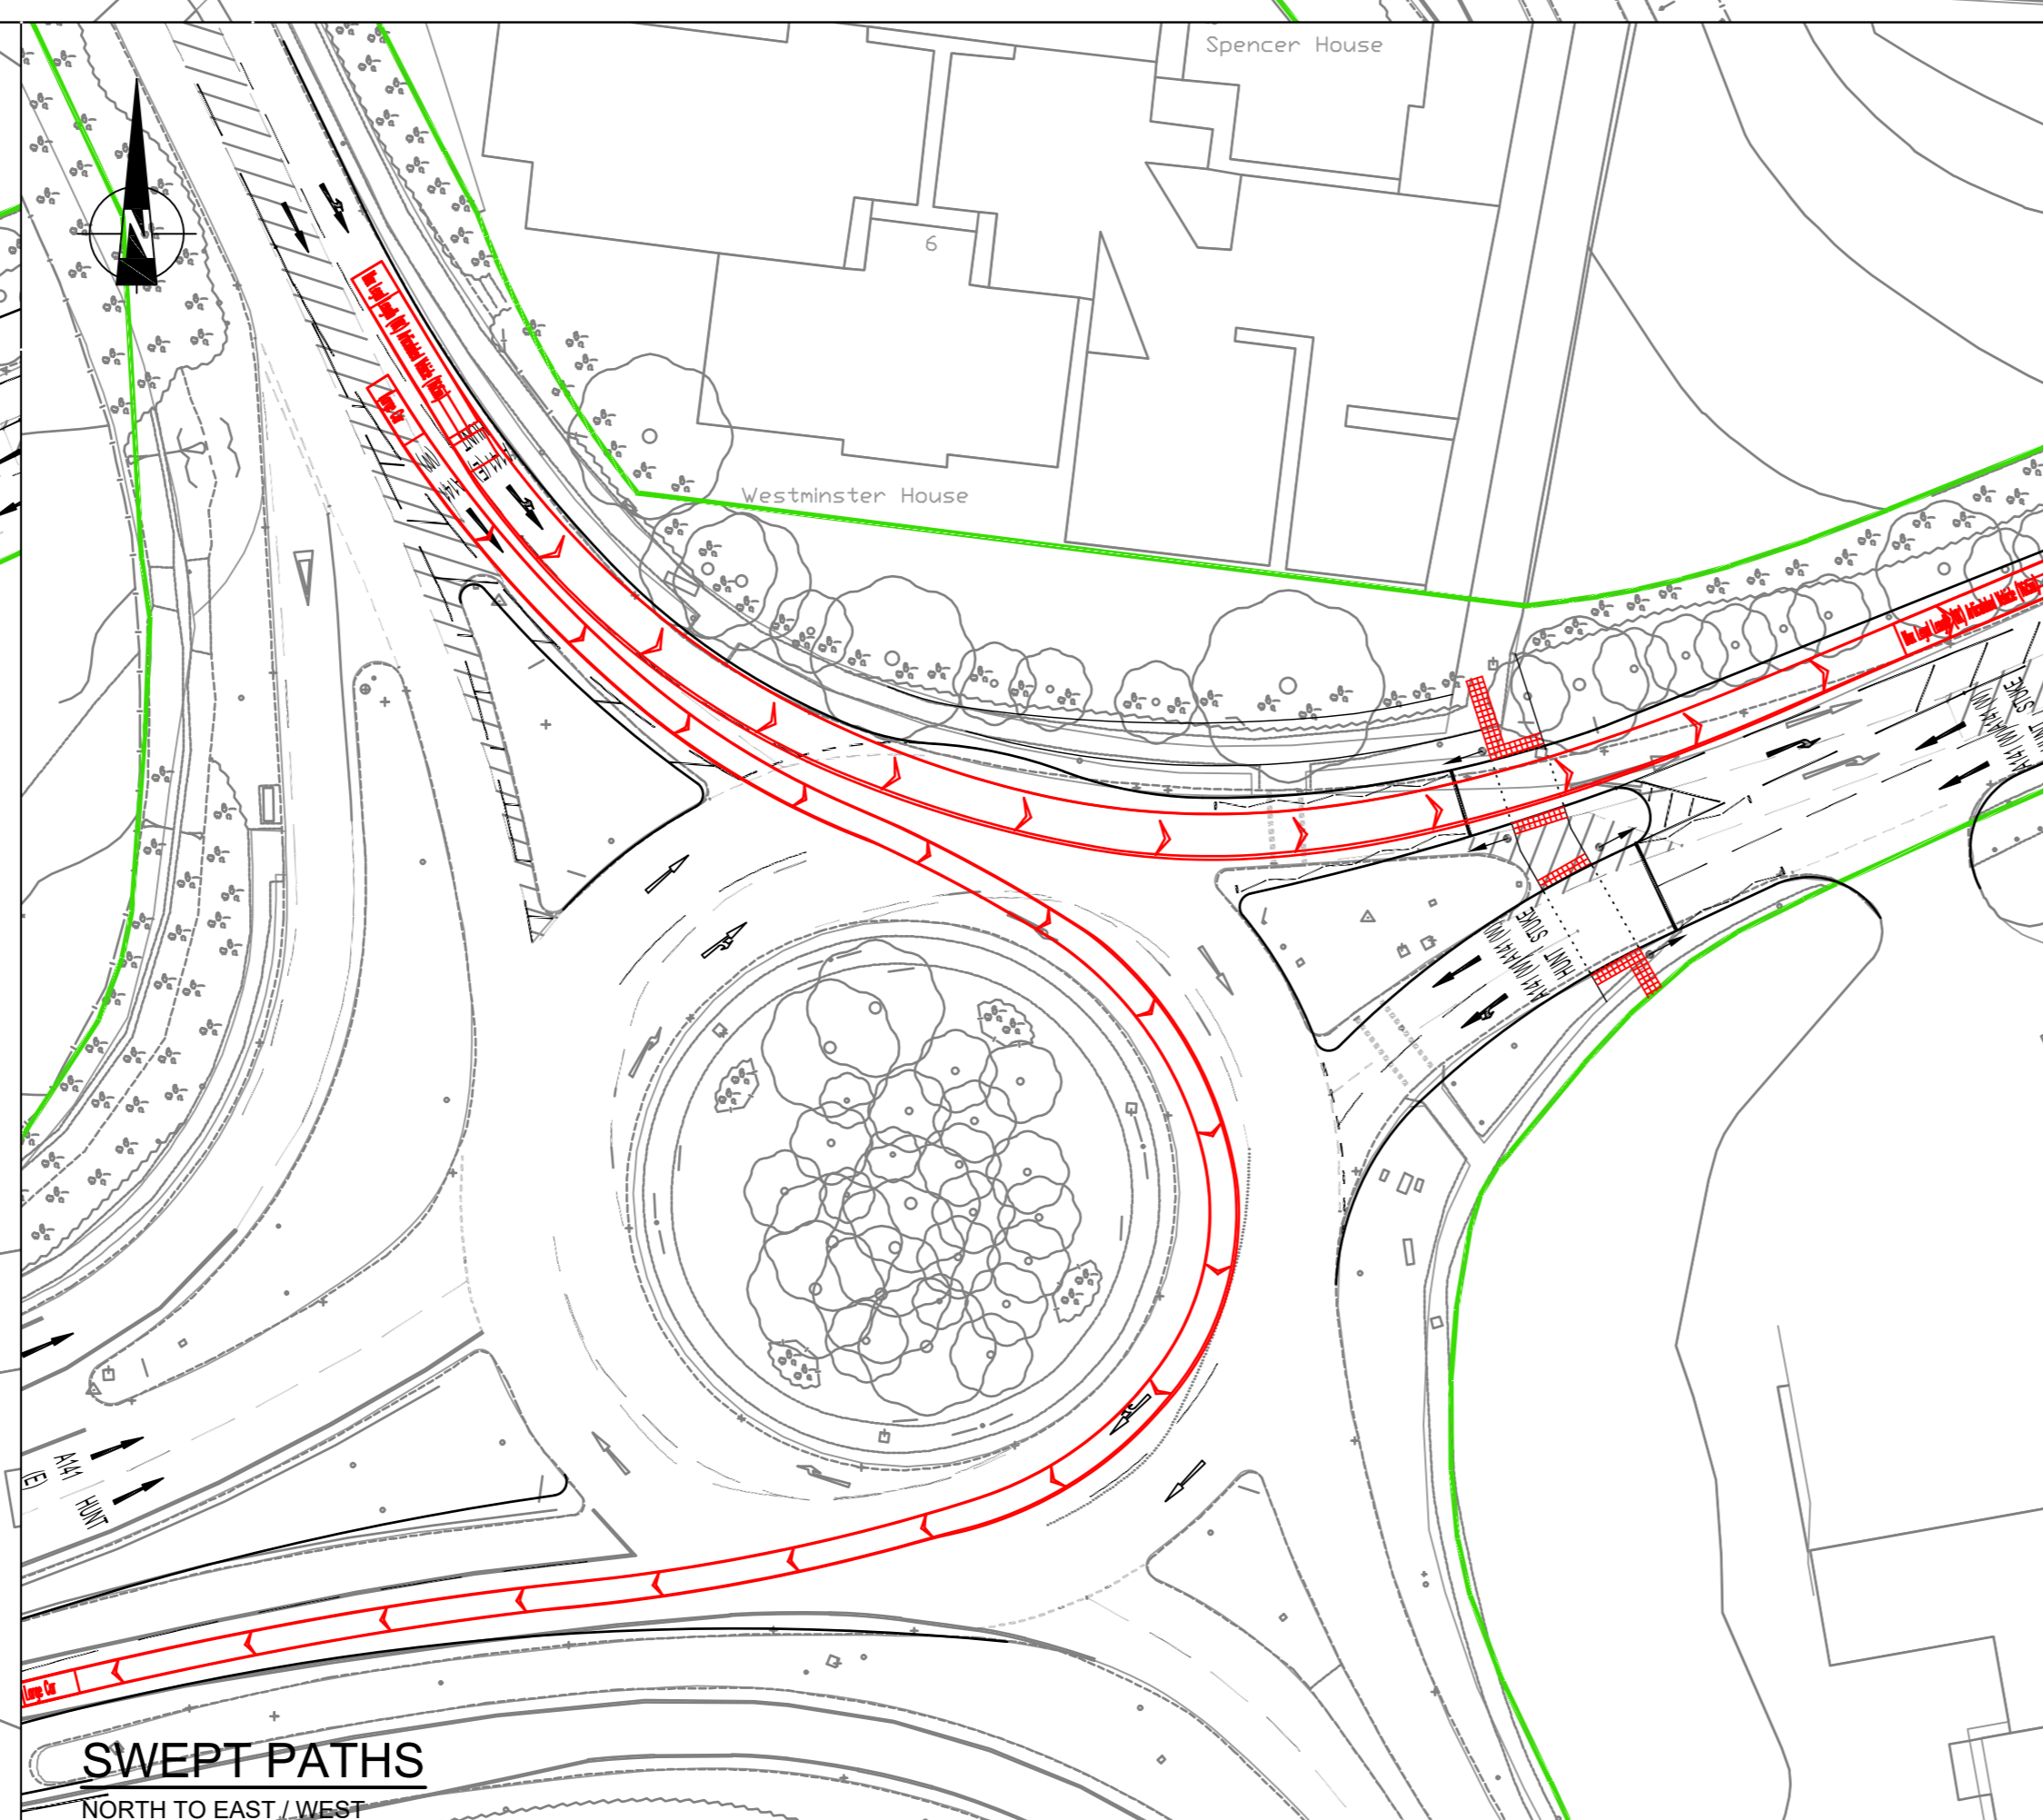 Spencer House
6
Westminster House
Large Car
STUKE
HUNT
A141 (W)
STUKE
HUNT
A141 (W)
A141 (W)
A141
(E)
HUNT
Large Car
SWEPT PATHS
NORTH TO EAST / WEST